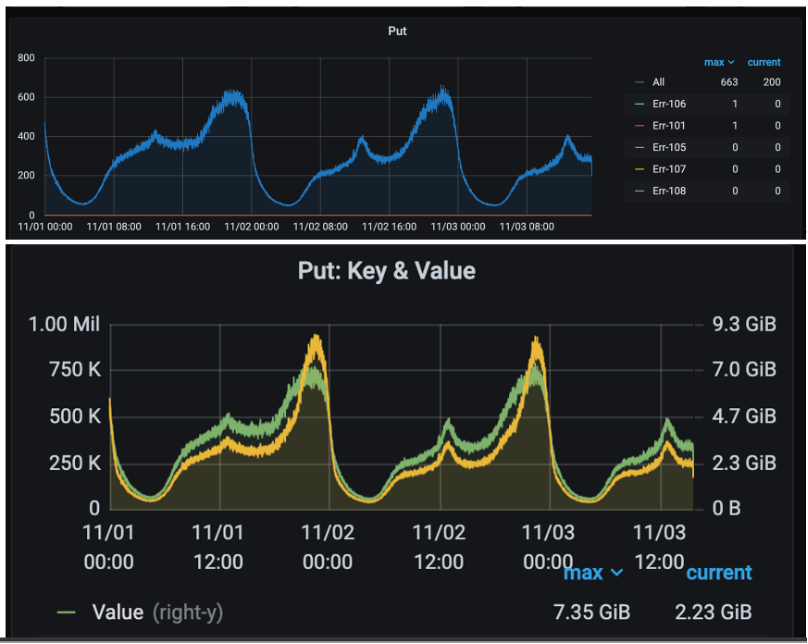 Put
800
600
400
200
0
11/01 00:00 11/01 08:00 11/01 16:00 11/02 00:00 11/02 08:00 11/02 16:00 11/03 00:00 11/03 08:00
max current
All 663 200
Err-106 1 0
Err-101 1 0
Err-105 0 0
Err-107 0 0
Err-108 0 0
Put: Key & Value
1.00 Mil 9.3 GiB
750 K 7.0 GiB
500 K 4.7 GiB
250 K 2.3 GiB
0 0 B
11/01 11/01 11/02 11/02 11/03 11/03
00:00 12:00 00:00 12:00 00:00 12:00
max current
Value (right-y) 7.35 GiB 2.23 GiB